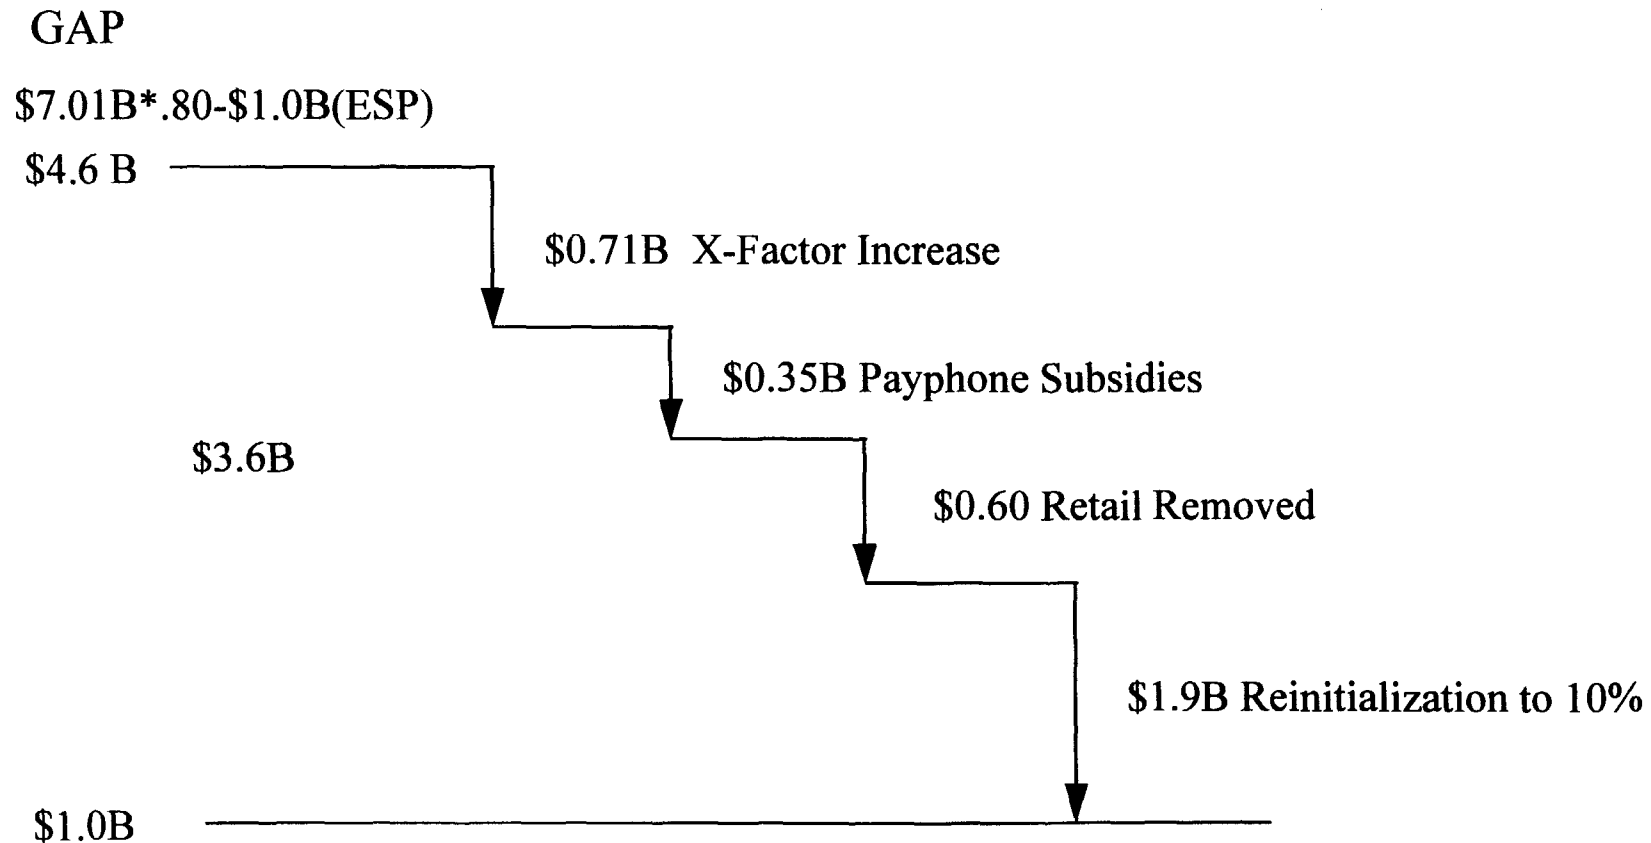 GAP
$7.01B*.80-$1.0B(ESP)
$4.6 B
$0.71B X-Factor Increase
$0.35B Payphone Subsidies
$3.6B
$0.60 Retail Removed
$1.9B Reinitialization to 10%
$1.0B